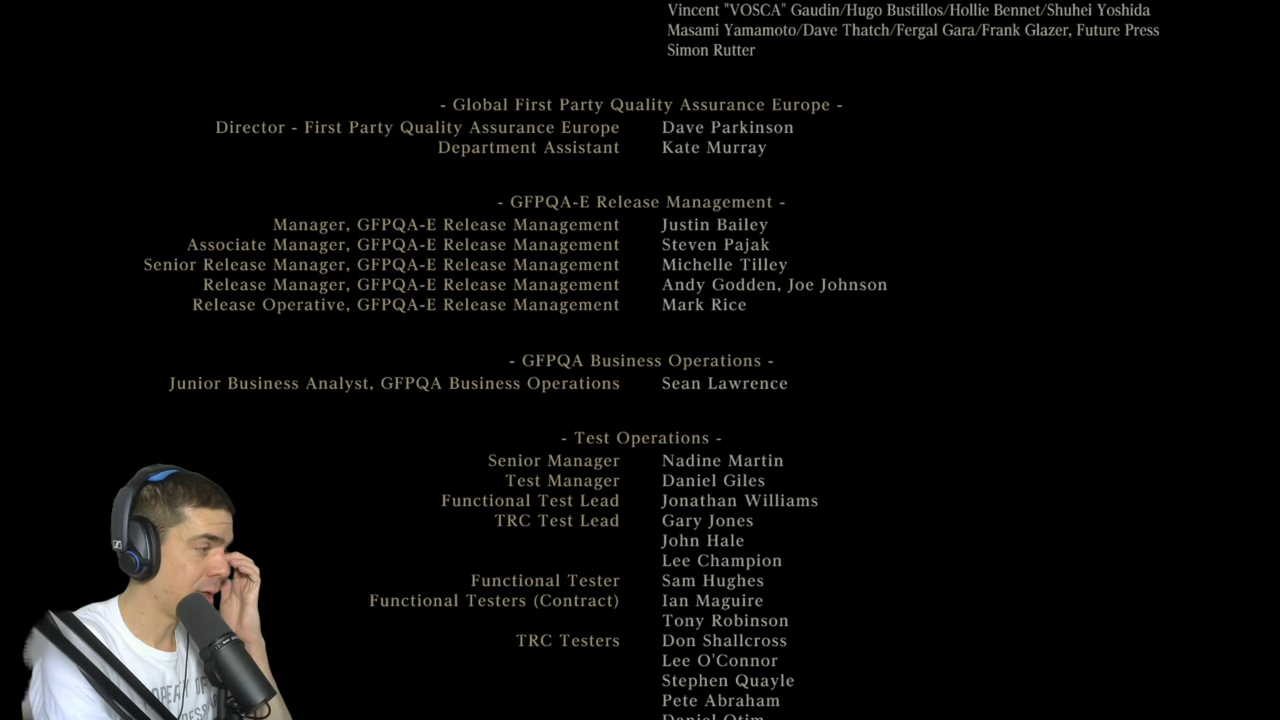 Vincent "VOSCA" Gaudin/Hugo Bustillos/Hollie Bennet/Shuhei Yoshida
Masami Yamamoto/Dave Thatch/Fergal Gara/Frank Glazer, Future Press
Simon Rutter
- Global First Party Quality Assurance Europe -
Director - First Party Quality Assurance Europe Dave Parkinson
Department Assistant Kate Murray
- GFPQA-E Release Management -
Manager, GFPQA-E Release Management Justin Bailey
Associate Manager, GFPQA-E Release Management Steven Pajak
Senior Release Manager, GFPQA-E Release Management Michelle Tilley
Release Manager, GFPQA-E Release Management Andy Godden, Joe Johnson
Release Operative, GFPQA-E Release Management Mark Rice
- GFPQA Business Operations -
Junior Business Analyst, GFPQA Business Operations Sean Lawrence
- Test Operations -
Senior Manager Nadine Martin
Test Manager Daniel Giles
Functional Test Lead Jonathan Williams
TRC Test Lead Gary Jones
John Hale
Lee Champion
Functional Tester Sam Hughes
Functional Testers (Contract) Ian Maguire
Tony Robinson
TRC Testers Don Shallcross
Lee O'Connor
Stephen Quayle
Pete Abraham
Daniel Otim
PROPERTY OF